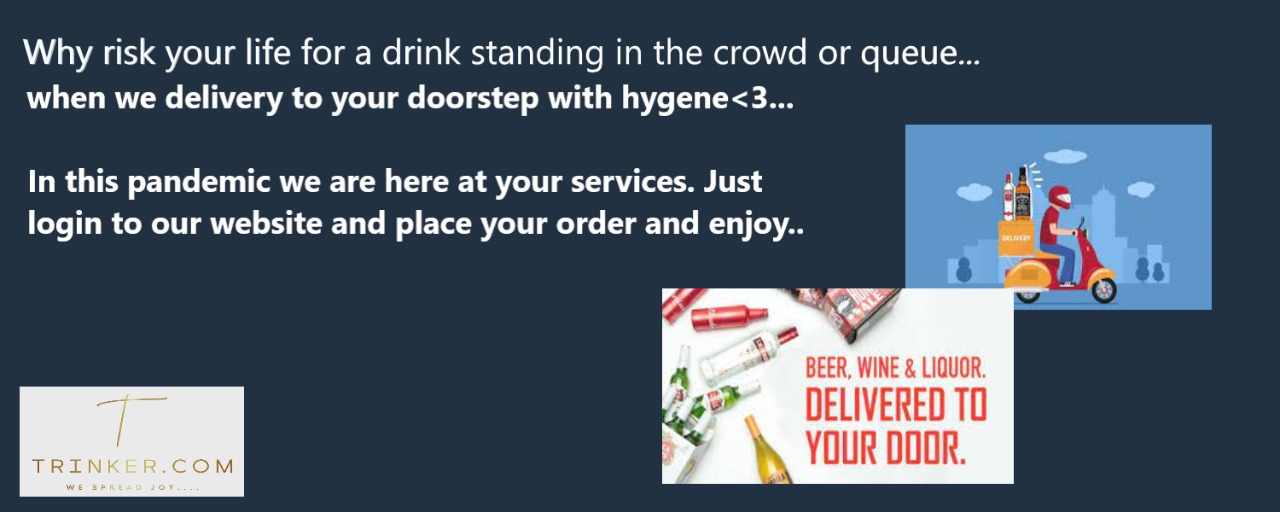 Why risk your life for a drink standing in the crowd or queue...
when we delivery to your doorstep with hygene<3...
In this pandemic we are here at your services. Just
login to our website and place your order and enjoy..
DELIVERY
BEER, WINE & LIQUOR.
DELIVERED TO
YOUR DOOR.
T
TRINKER.COM
WE SPREAD JOY....